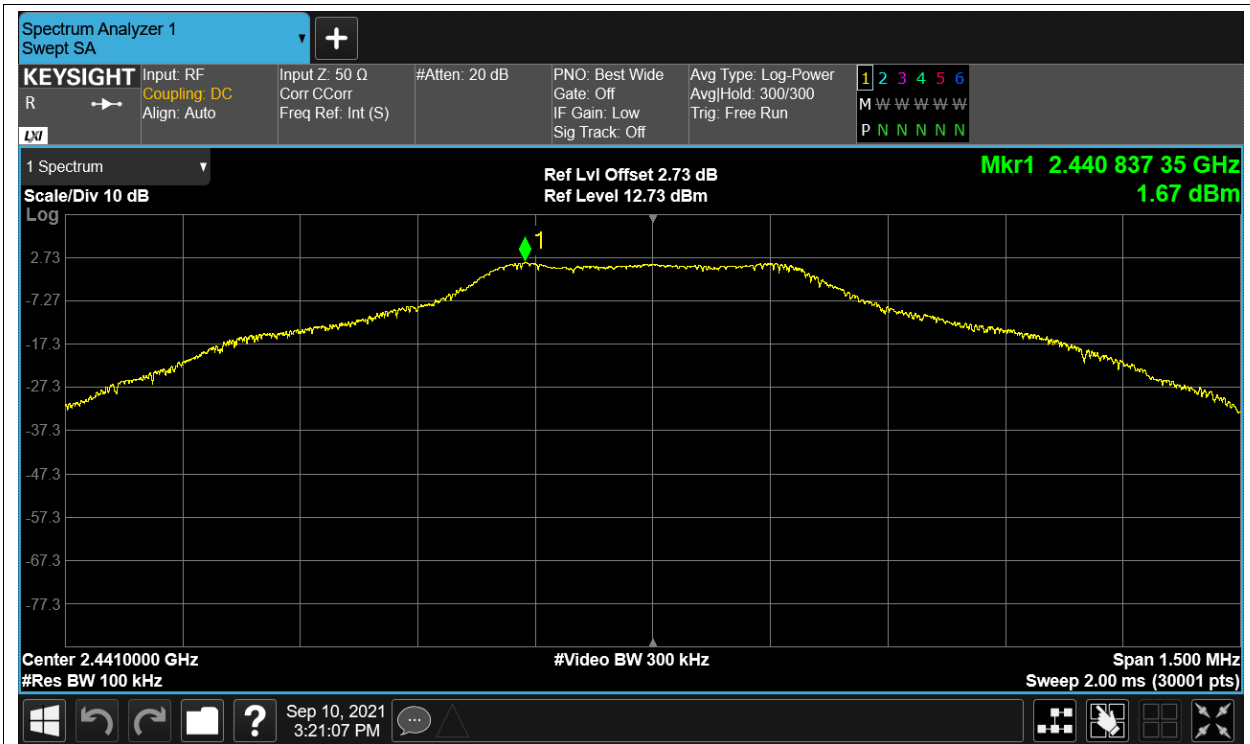 Spectrum Analyzer 1
Swept SA
KEYSIGHT
R
LXI
Input: RF
Coupling: DC
Align: Auto
Input Z: 50 Ω
Corr CCorr
Freq Ref: Int (S)
#Atten: 20 dB
PNO: Best Wide
Gate: Off
IF Gain: Low
Sig Track: Off
Avg Type: Log-Power
Avg|Hold: 300/300
Trig: Free Run
1 2 3 4 5 6
M W W W W W W
P N N N N N N
1 Spectrum
Scale/Div 10 dB
Log
Ref Lvl Offset 2.73 dB
Ref Level 12.73 dBm
Mkr1 2.440 837 35 GHz
1.67 dBm
1
2.73
-7.27
-17.3
-27.3
-37.3
-47.3
-57.3
-67.3
-77.3
Center 2.4410000 GHz
#Res BW 100 kHz
#Video BW 300 kHz
Span 1.500 MHz
Sweep 2.00 ms (30001 pts)
?
Sep 10, 2021
3:21:07 PM